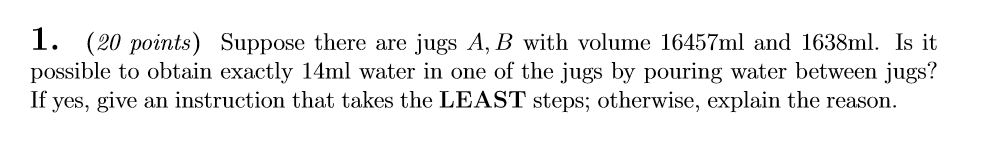 1. (20 points) Suppose there are jugs A, B with volume 16457ml and 1638ml. Is it
possible to obtain exactly 14ml water in one of the jugs by pouring water between jugs?
If yes, give an instruction that takes the LEAST steps; otherwise, explain the reason.